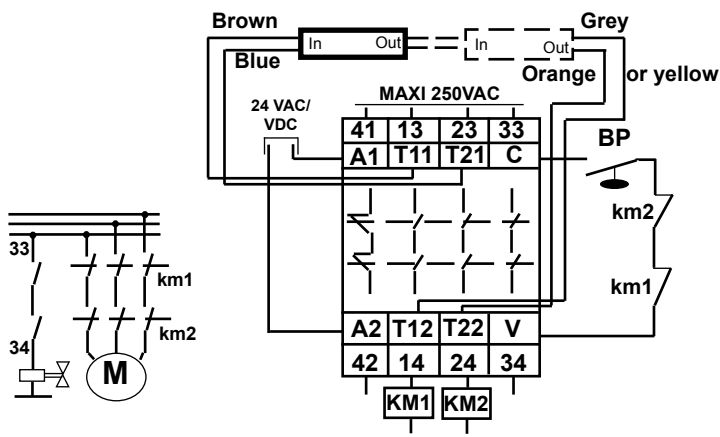 Brown
Grey
In Out
In Out
Blue
Orange or yellow
24 VAC/
VDC
MAXI 250VAC
41 13 23 33
BP
A1 T11 T21 C
km2
33
km1
km1
km2
A2 T12 T22 V
34
42 14 24 34
M
KM1 KM2